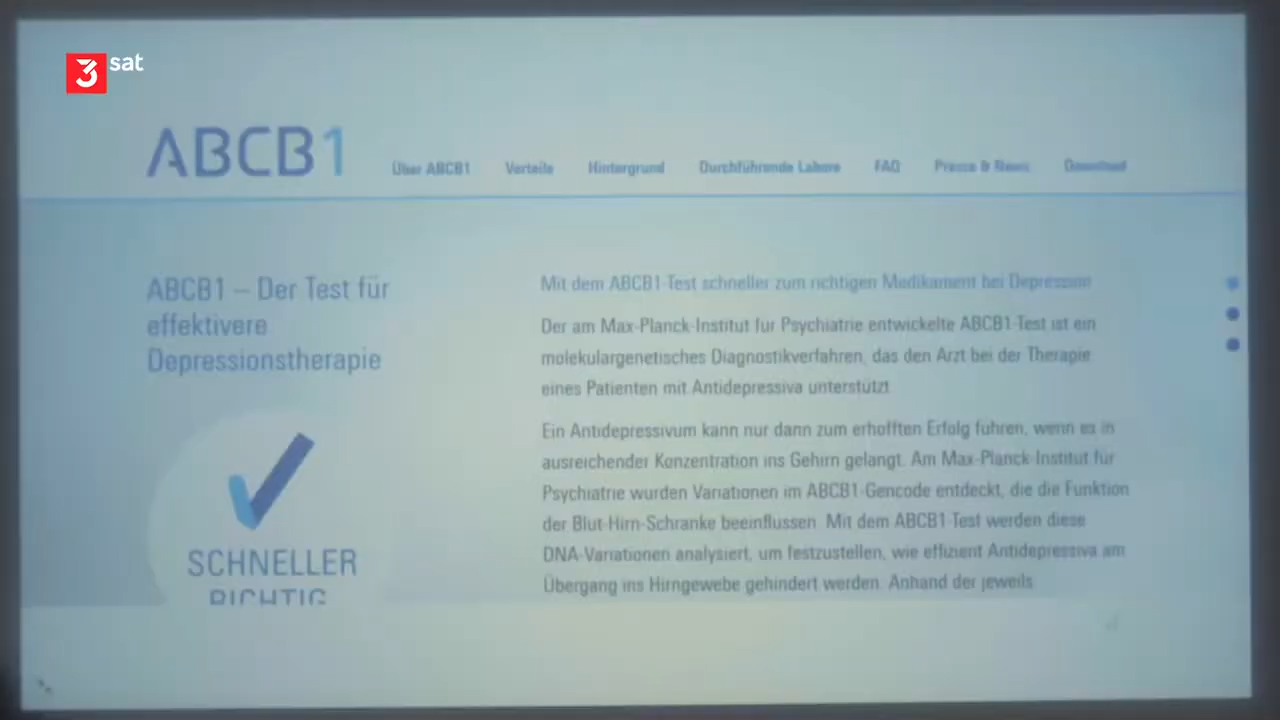 3sat
ABCB1
Über ABCB1 Vorteile Hintergrund Durchführende Labore FAQ Presse & News Download
ABCB1 – Der Test für
effektivere
Depressionstherapie
SCHNELLER
RICHTIG
Mit dem ABCB1-Test schneller zum richtigen Medikament bei Depression
Der am Max-Planck-Institut für Psychiatrie entwickelte ABCB1-Test ist ein
molekulargenetisches Diagnostikverfahren, das den Arzt bei der Therapie
eines Patienten mit Antidepressiva unterstützt.
Ein Antidepressivum kann nur dann zum erhofften Erfolg führen, wenn es in
ausreichender Konzentration ins Gehirn gelangt. Am Max-Planck-Institut für
Psychiatrie wurden Variationen im ABCB1-Gencode entdeckt, die die Funktion
der Blut-Hirn-Schranke beeinflussen. Mit dem ABCB1-Test werden diese
DNA-Variationen analysiert, um festzustellen, wie effizient Antidepressiva am
Übergang ins Hirngewebe gehindert werden. Anhand der jeweils